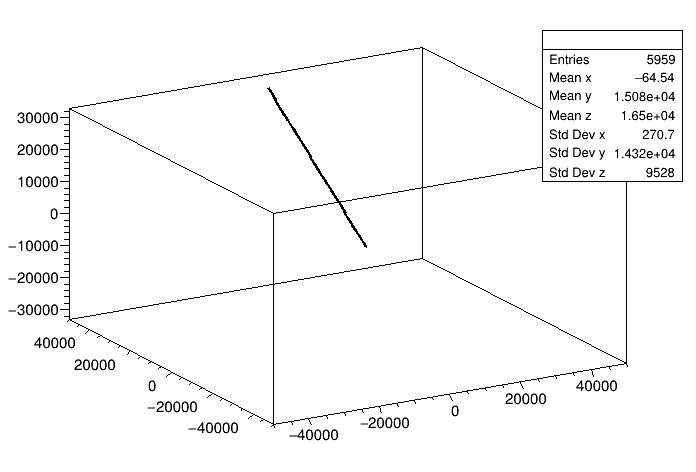 Entries 5959
Mean x −64.54
Mean y 1.508e+04
Mean z 1.65e+04
Std Dev x 270.7
Std Dev y 1.432e+04
Std Dev z 9528
30000
20000
10000
0
−10000
−20000
−30000
40000
20000
0
−20000
−40000
−40000
−20000
0
20000
40000